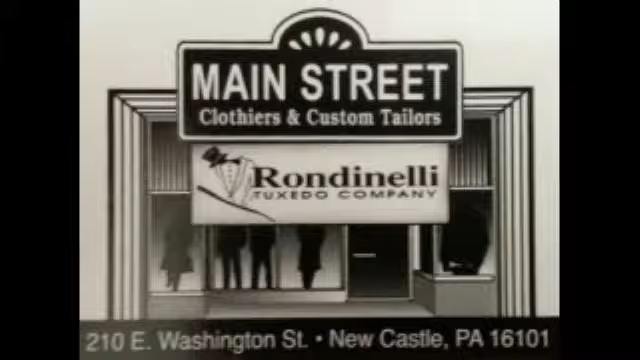 MAIN STREET
Clothiers & Custom Tailors
Rondinelli
TUXEDO COMPANY
210 E. Washington St. • New Castle, PA 16101